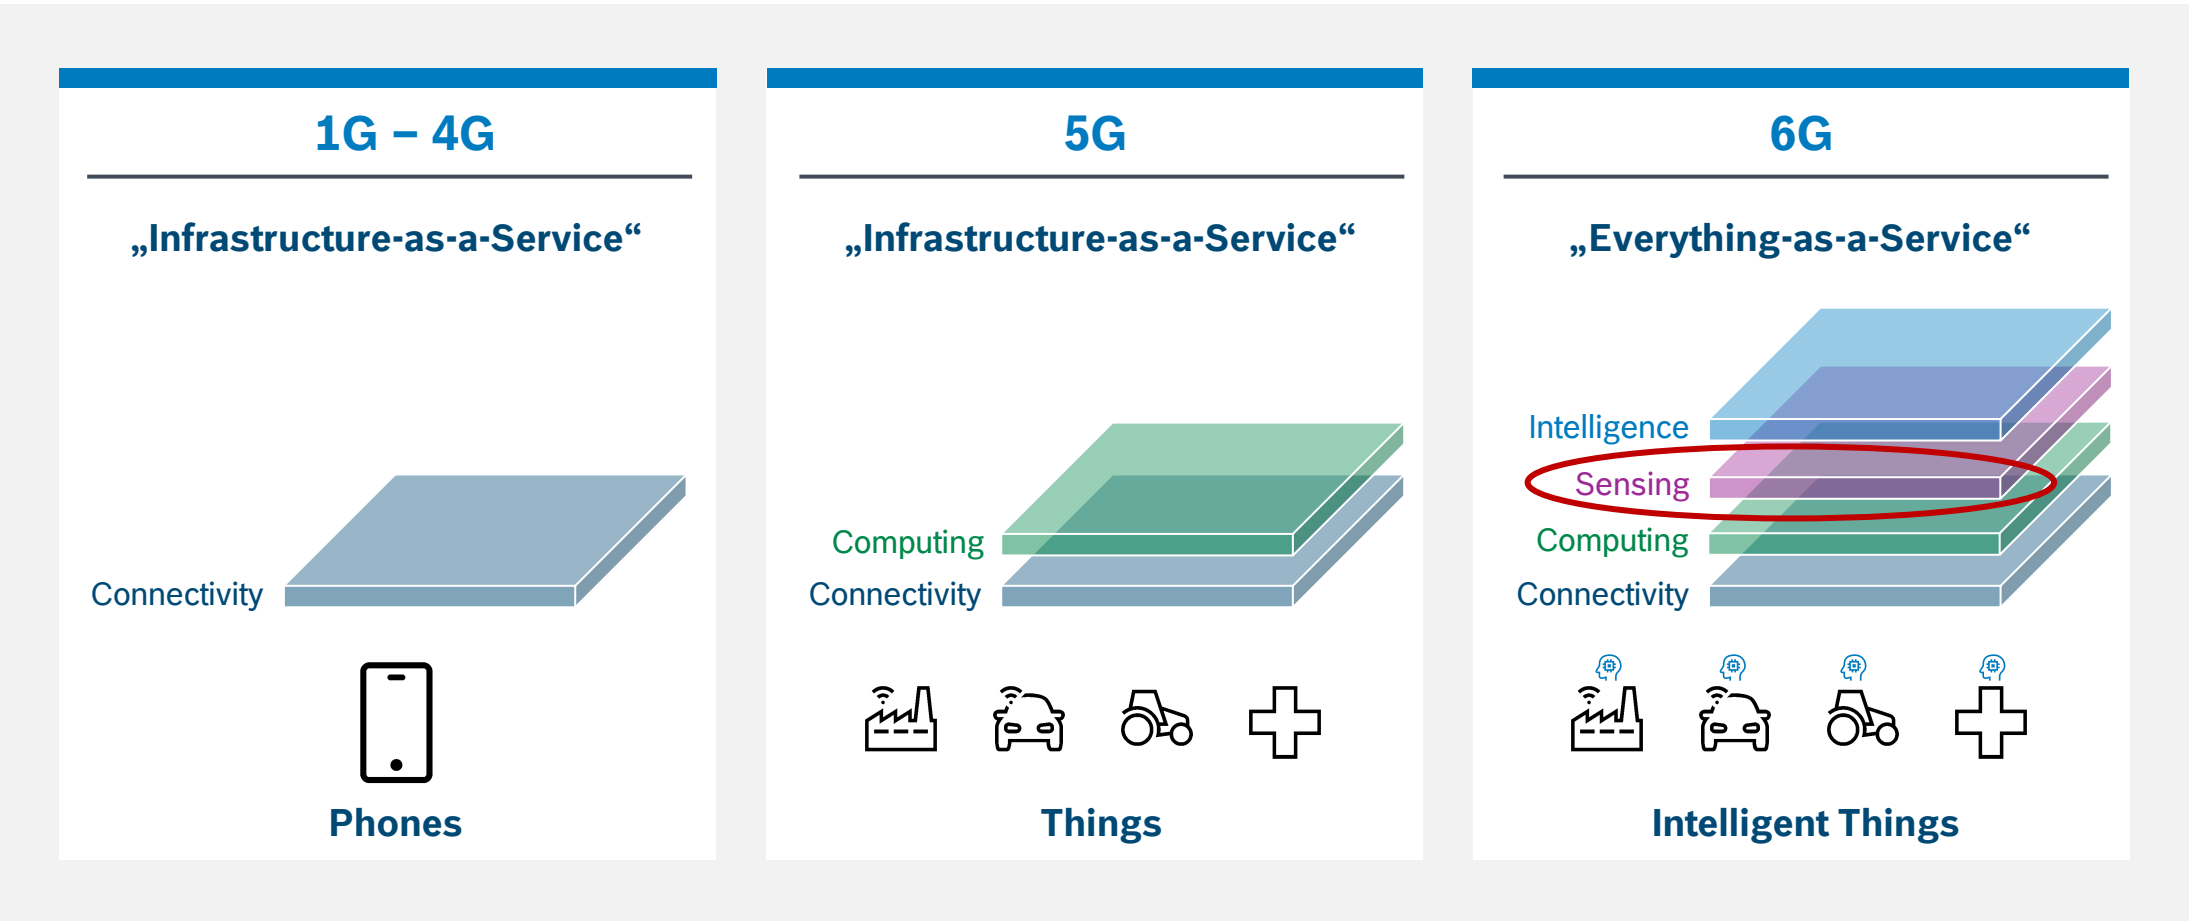 1G – 4G
„Infrastructure-as-a-Service“
Connectivity
Phones
5G
„Infrastructure-as-a-Service“
Computing
Connectivity
Things
6G
„Everything-as-a-Service“
Intelligence
Sensing
Computing
Connectivity
Intelligent Things